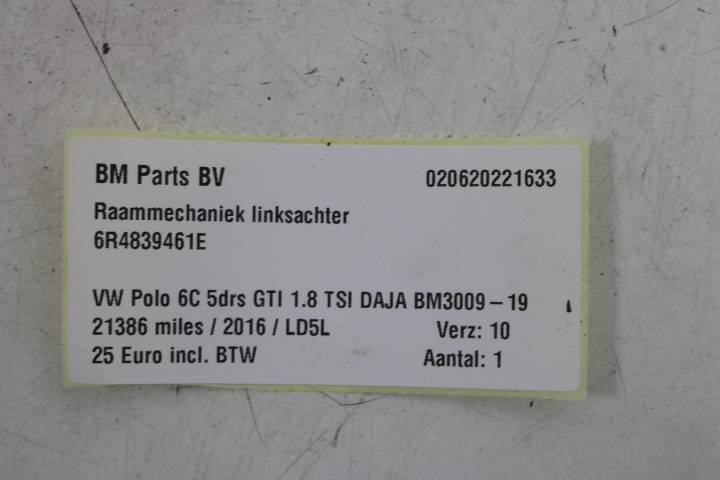 BM Parts BV 020620221633
Raammechaniek linksachter
6R4839461E
VW Polo 6C 5drs GTI 1.8 TSI DAJA BM3009-19
21386 miles / 2016 / LD5L Verz: 10
25 Euro incl. BTW Aantal: 1